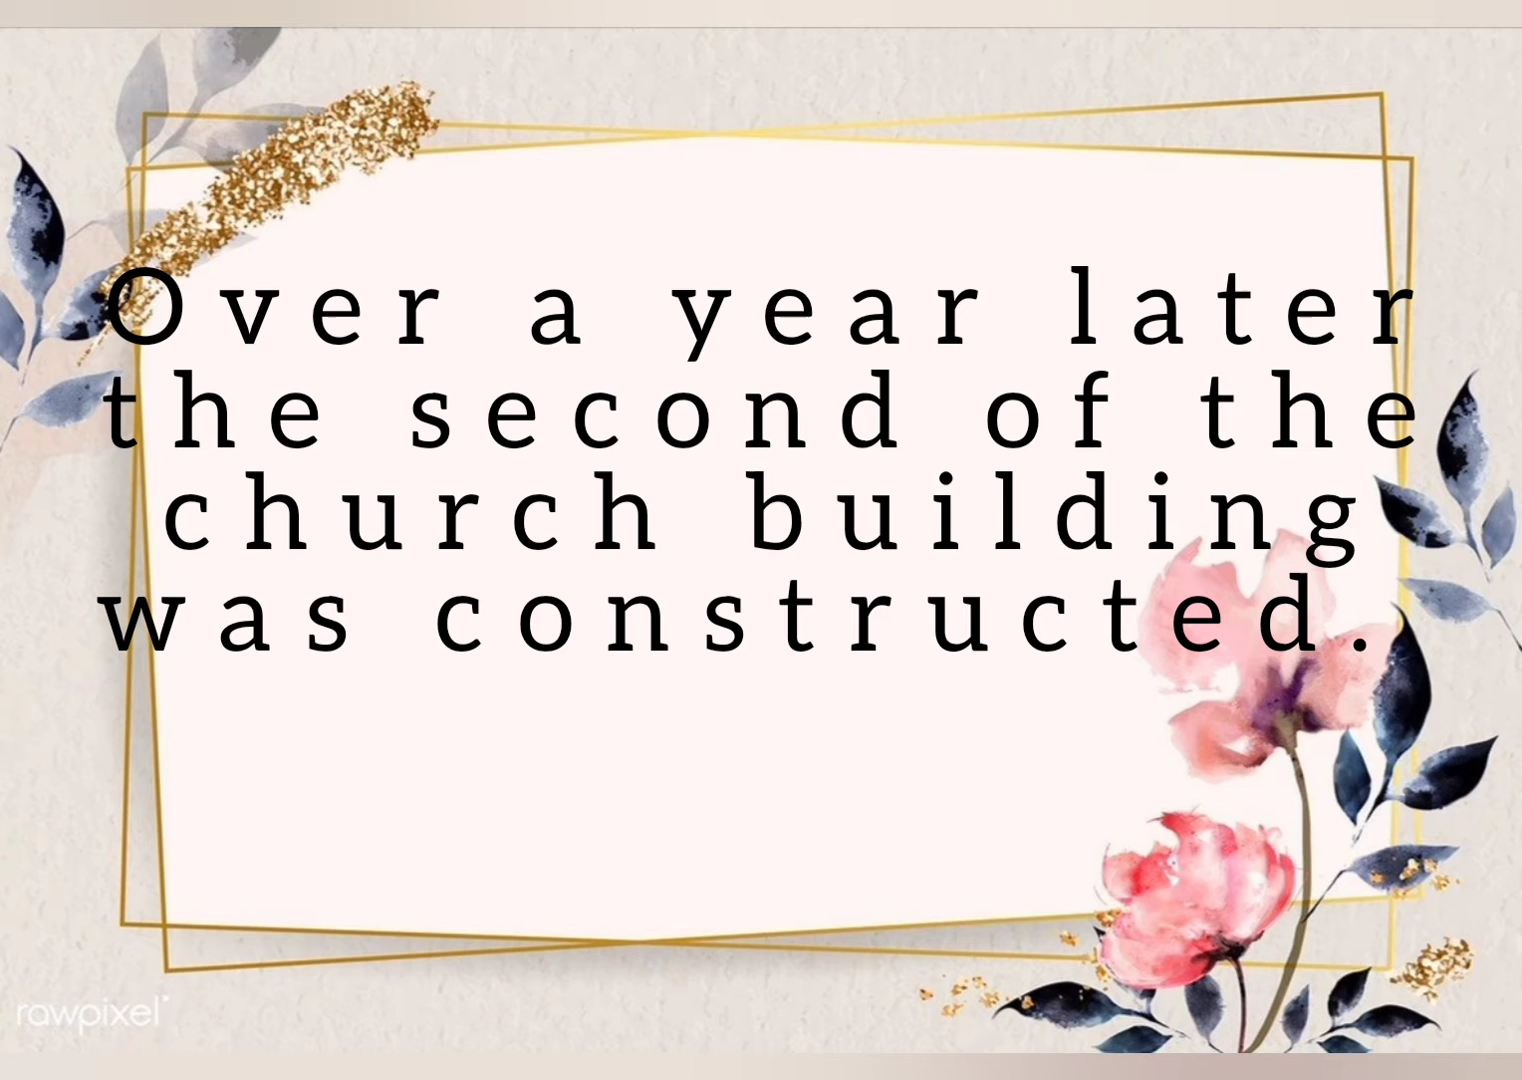 Over a year later
the second of the
church building
was constructed.
rawpixel